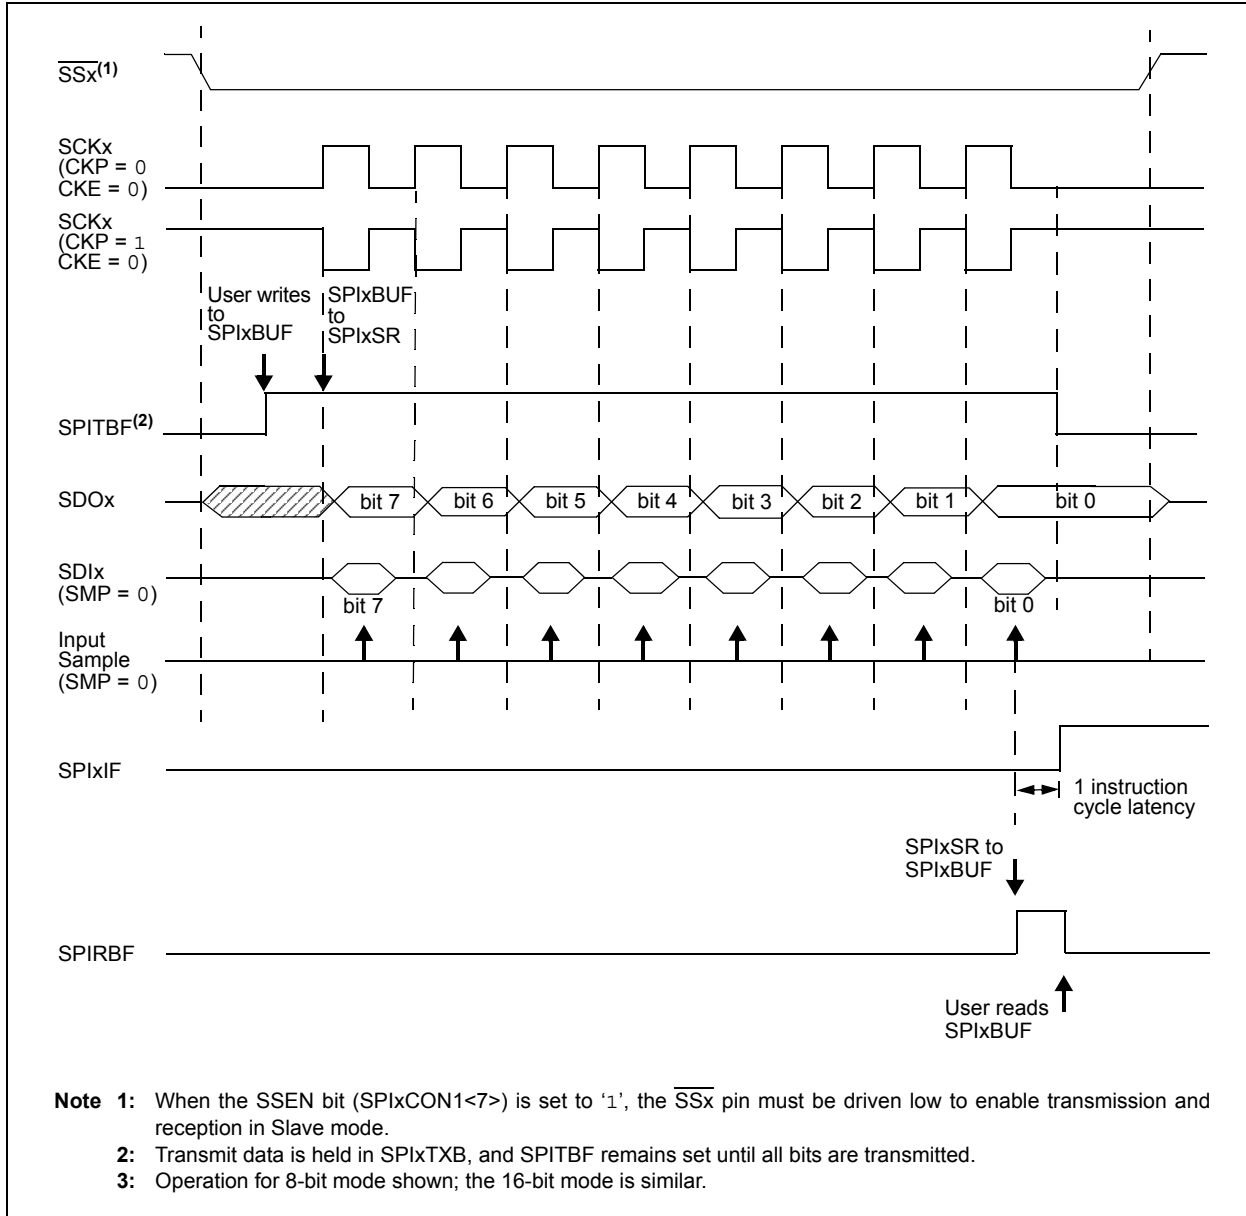 SSx(1)
SCKx
(CKP = 0
CKE = 0)
SCKx
(CKP = 1
CKE = 0)
User writes
to
SPIxBUF
SPIxBUF
to
SPIxSR
SPITBF(2)
SDOx
bit 7
bit 6
bit 5
bit 4
bit 3
bit 2
bit 1
bit 0
SDIx
(SMP = 0)
bit 7
bit 0
Input
Sample
(SMP = 0)
SPIxIF
1 instruction
cycle latency
SPIxSR to
SPIxBUF
SPIRBF
User reads
SPIxBUF
Note 1: When the SSEN bit (SPIxCON1<7>) is set to ‘1’, the SSx pin must be driven low to enable transmission and
reception in Slave mode.
2: Transmit data is held in SPIxTXB, and SPITBF remains set until all bits are transmitted.
3: Operation for 8-bit mode shown; the 16-bit mode is similar.